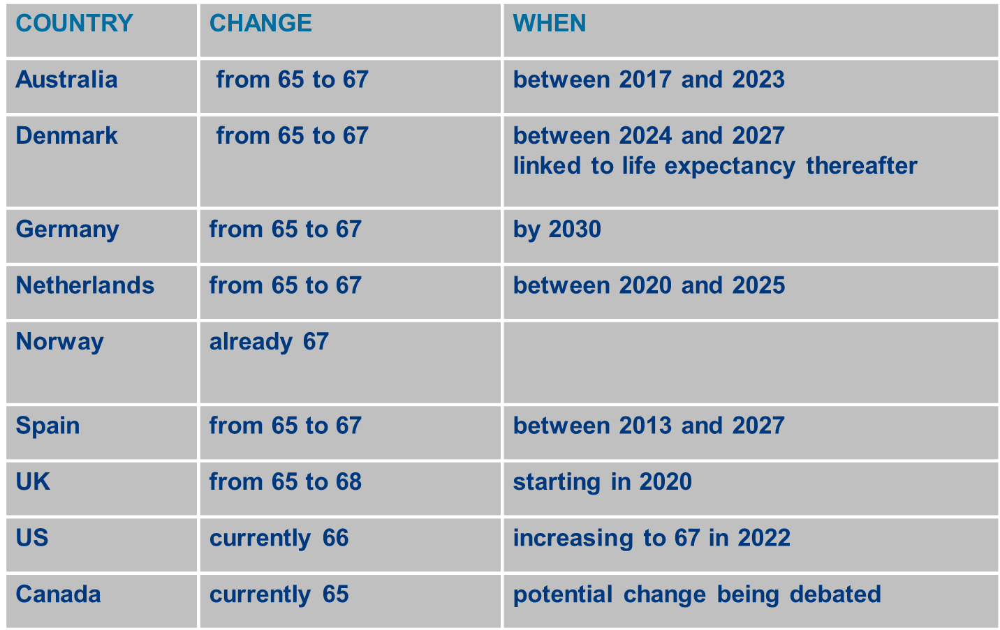 COUNTRY CHANGE WHEN
Australia from 65 to 67 between 2017 and 2023
Denmark from 65 to 67 between 2024 and 2027
linked to life expectancy thereafter
Germany from 65 to 67 by 2030
Netherlands from 65 to 67 between 2020 and 2025
Norway already 67
Spain from 65 to 67 between 2013 and 2027
UK from 65 to 68 starting in 2020
US currently 66 increasing to 67 in 2022
Canada currently 65 potential change being debated